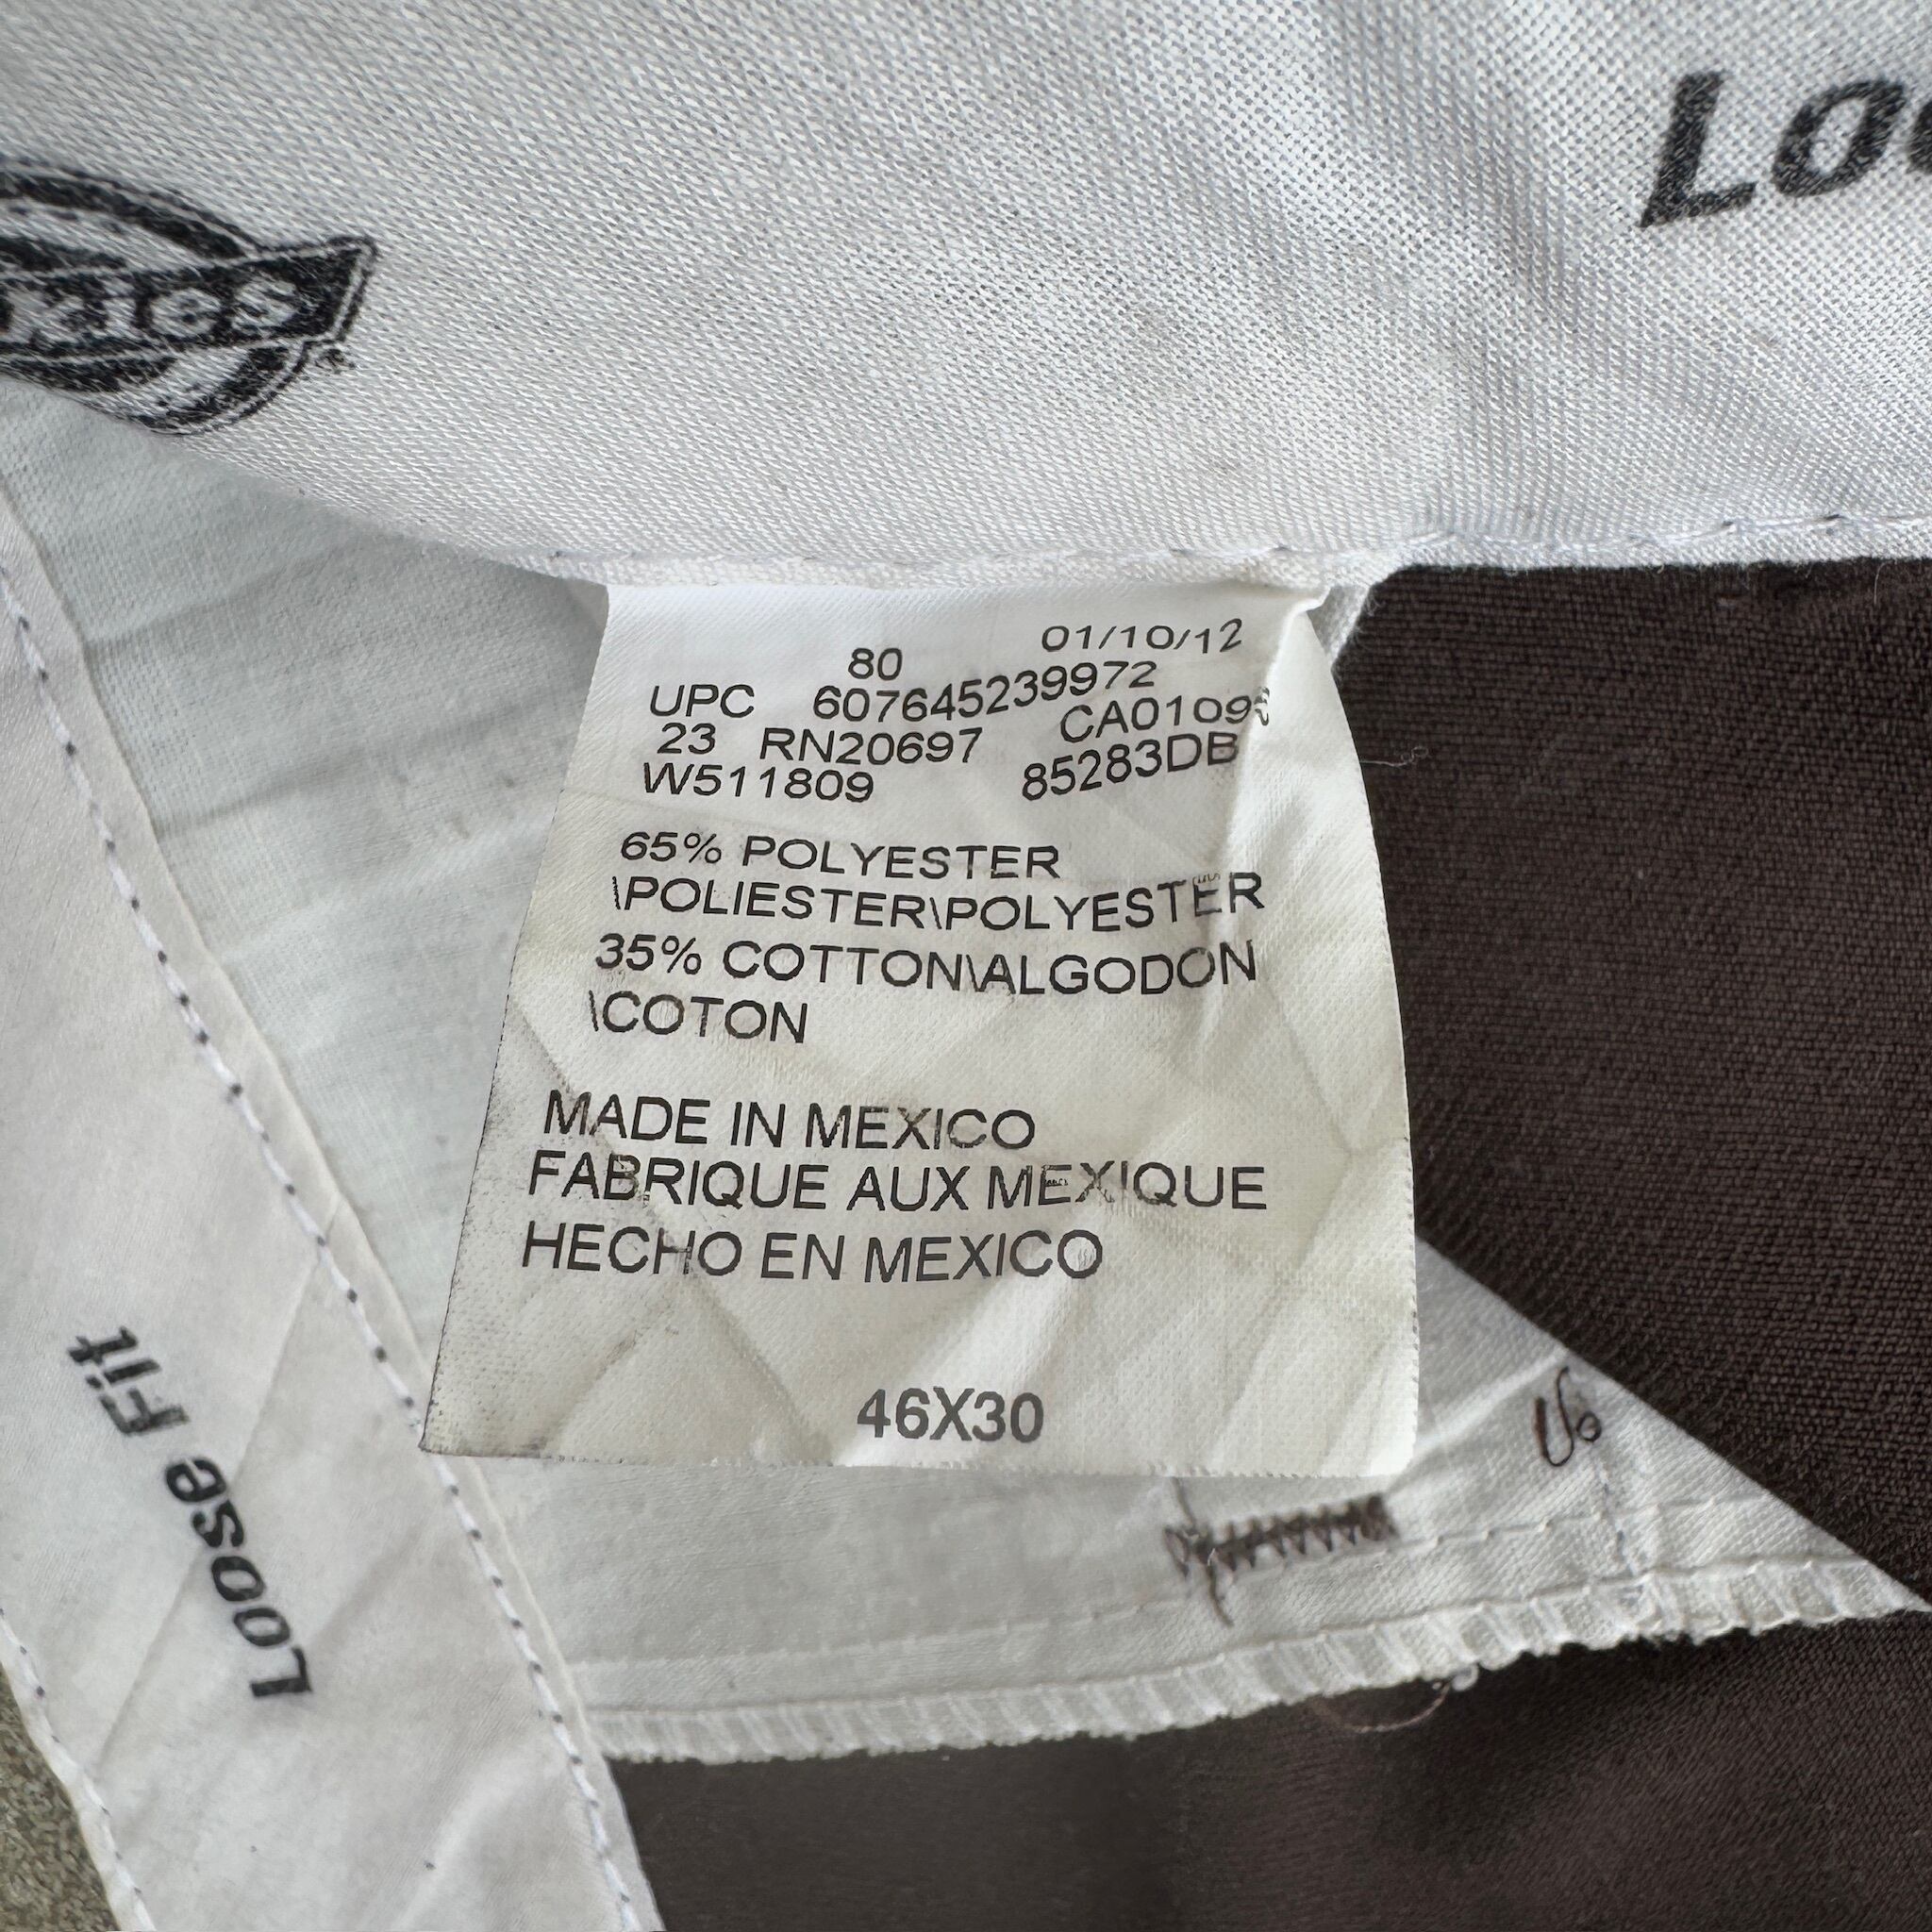 Loo
80 01/10/12
UPC 607645239972
23 RN20697 CA01096
W511809 85283DB
65% POLYESTER
\POLIESTER\POLYESTER
35% COTTON\ALGODON
\COTON
MADE IN MEXICO
FABRIQUE AUX MEXIQUE
HECHO EN MEXICO
46X30
Loose Fit